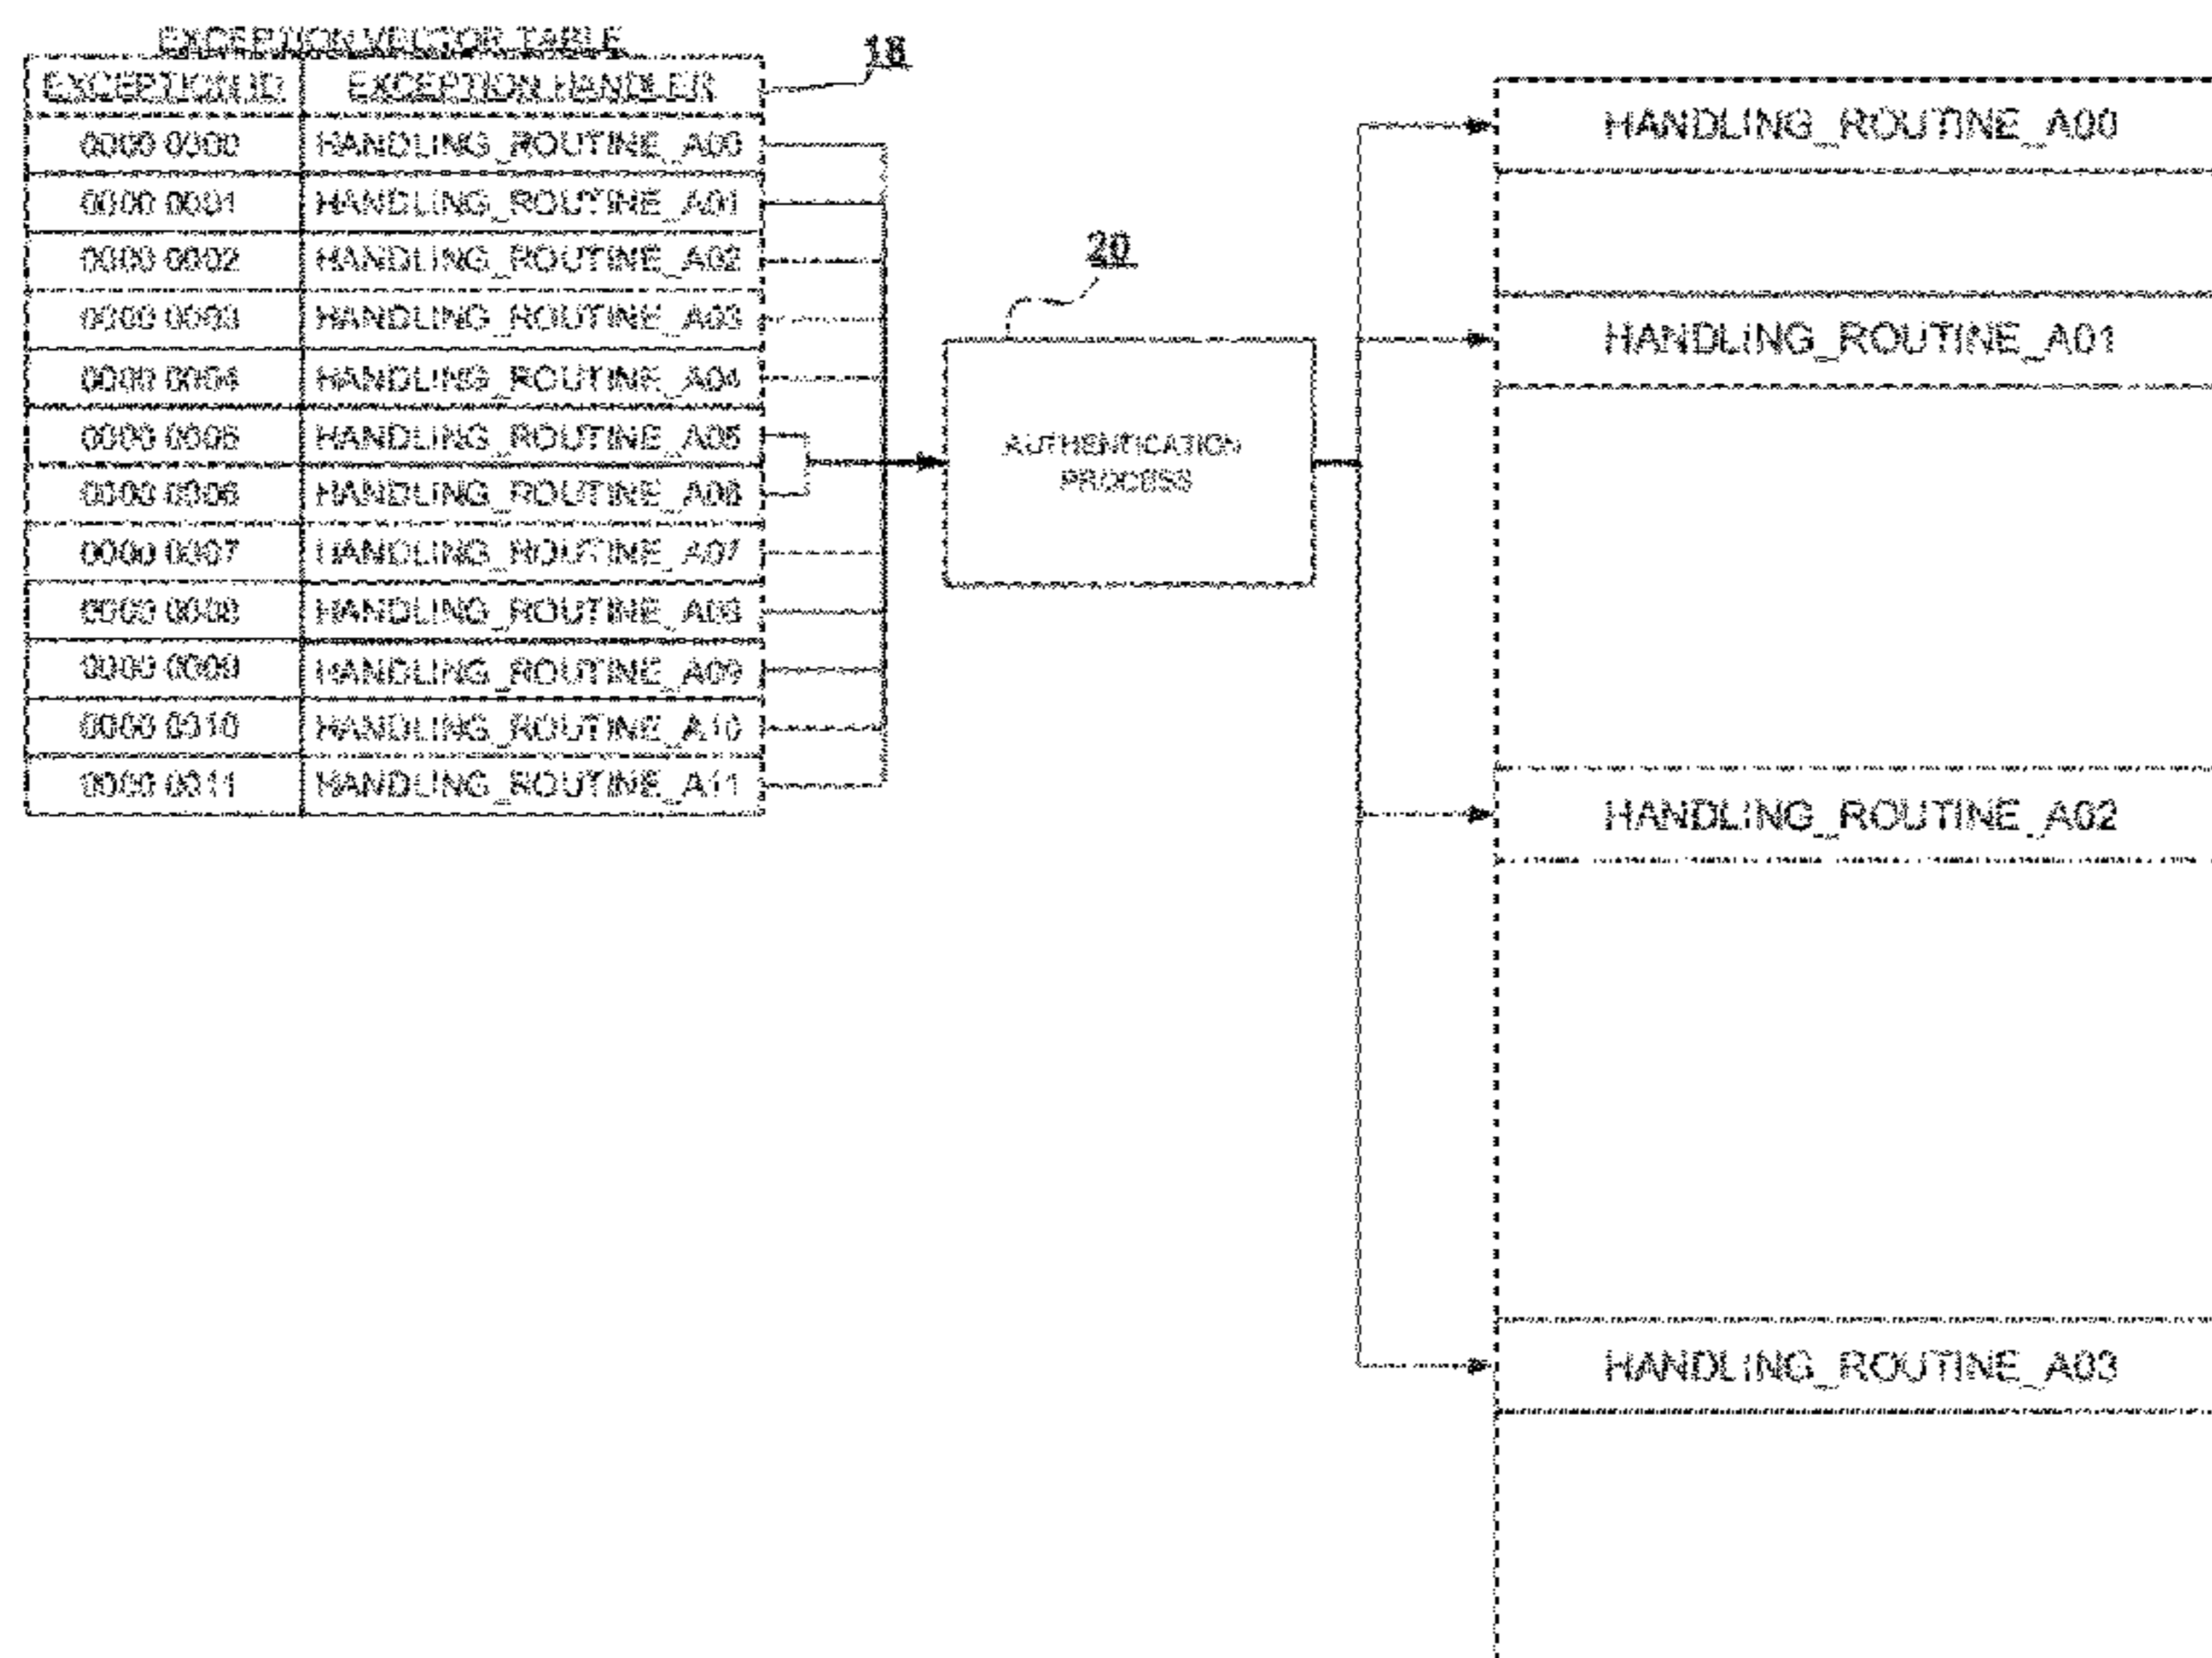 EXCEPTION VECTOR TABLE
18
EXCEPTION ID EXCEPTION HANDLER
0000 0000 HANDLING_ROUTINE_A00
0000 0001 HANDLING_ROUTINE_A01
0000 0002 HANDLING_ROUTINE_A02
0000 0003 HANDLING_ROUTINE_A03
0000 0004 HANDLING_ROUTINE_A04
0000 0005 HANDLING_ROUTINE_A05
0000 0006 HANDLING_ROUTINE_A06
0000 0007 HANDLING_ROUTINE_A07
0000 0008 HANDLING_ROUTINE_A08
0000 0009 HANDLING_ROUTINE_A09
0000 0010 HANDLING_ROUTINE_A10
0000 0011 HANDLING_ROUTINE_A11
20
AUTHENTICATION
PROCESS
HANDLING_ROUTINE_A00
HANDLING_ROUTINE_A01
HANDLING_ROUTINE_A02
HANDLING_ROUTINE_A03